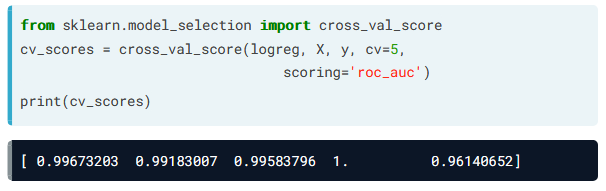 from sklearn.model_selection import cross_val_score
cv_scores = cross_val_score(logreg, X, y, cv=5,
                            scoring='roc_auc')
print(cv_scores)
[ 0.99673203  0.99183007  0.99583796  1.          0.96140652]